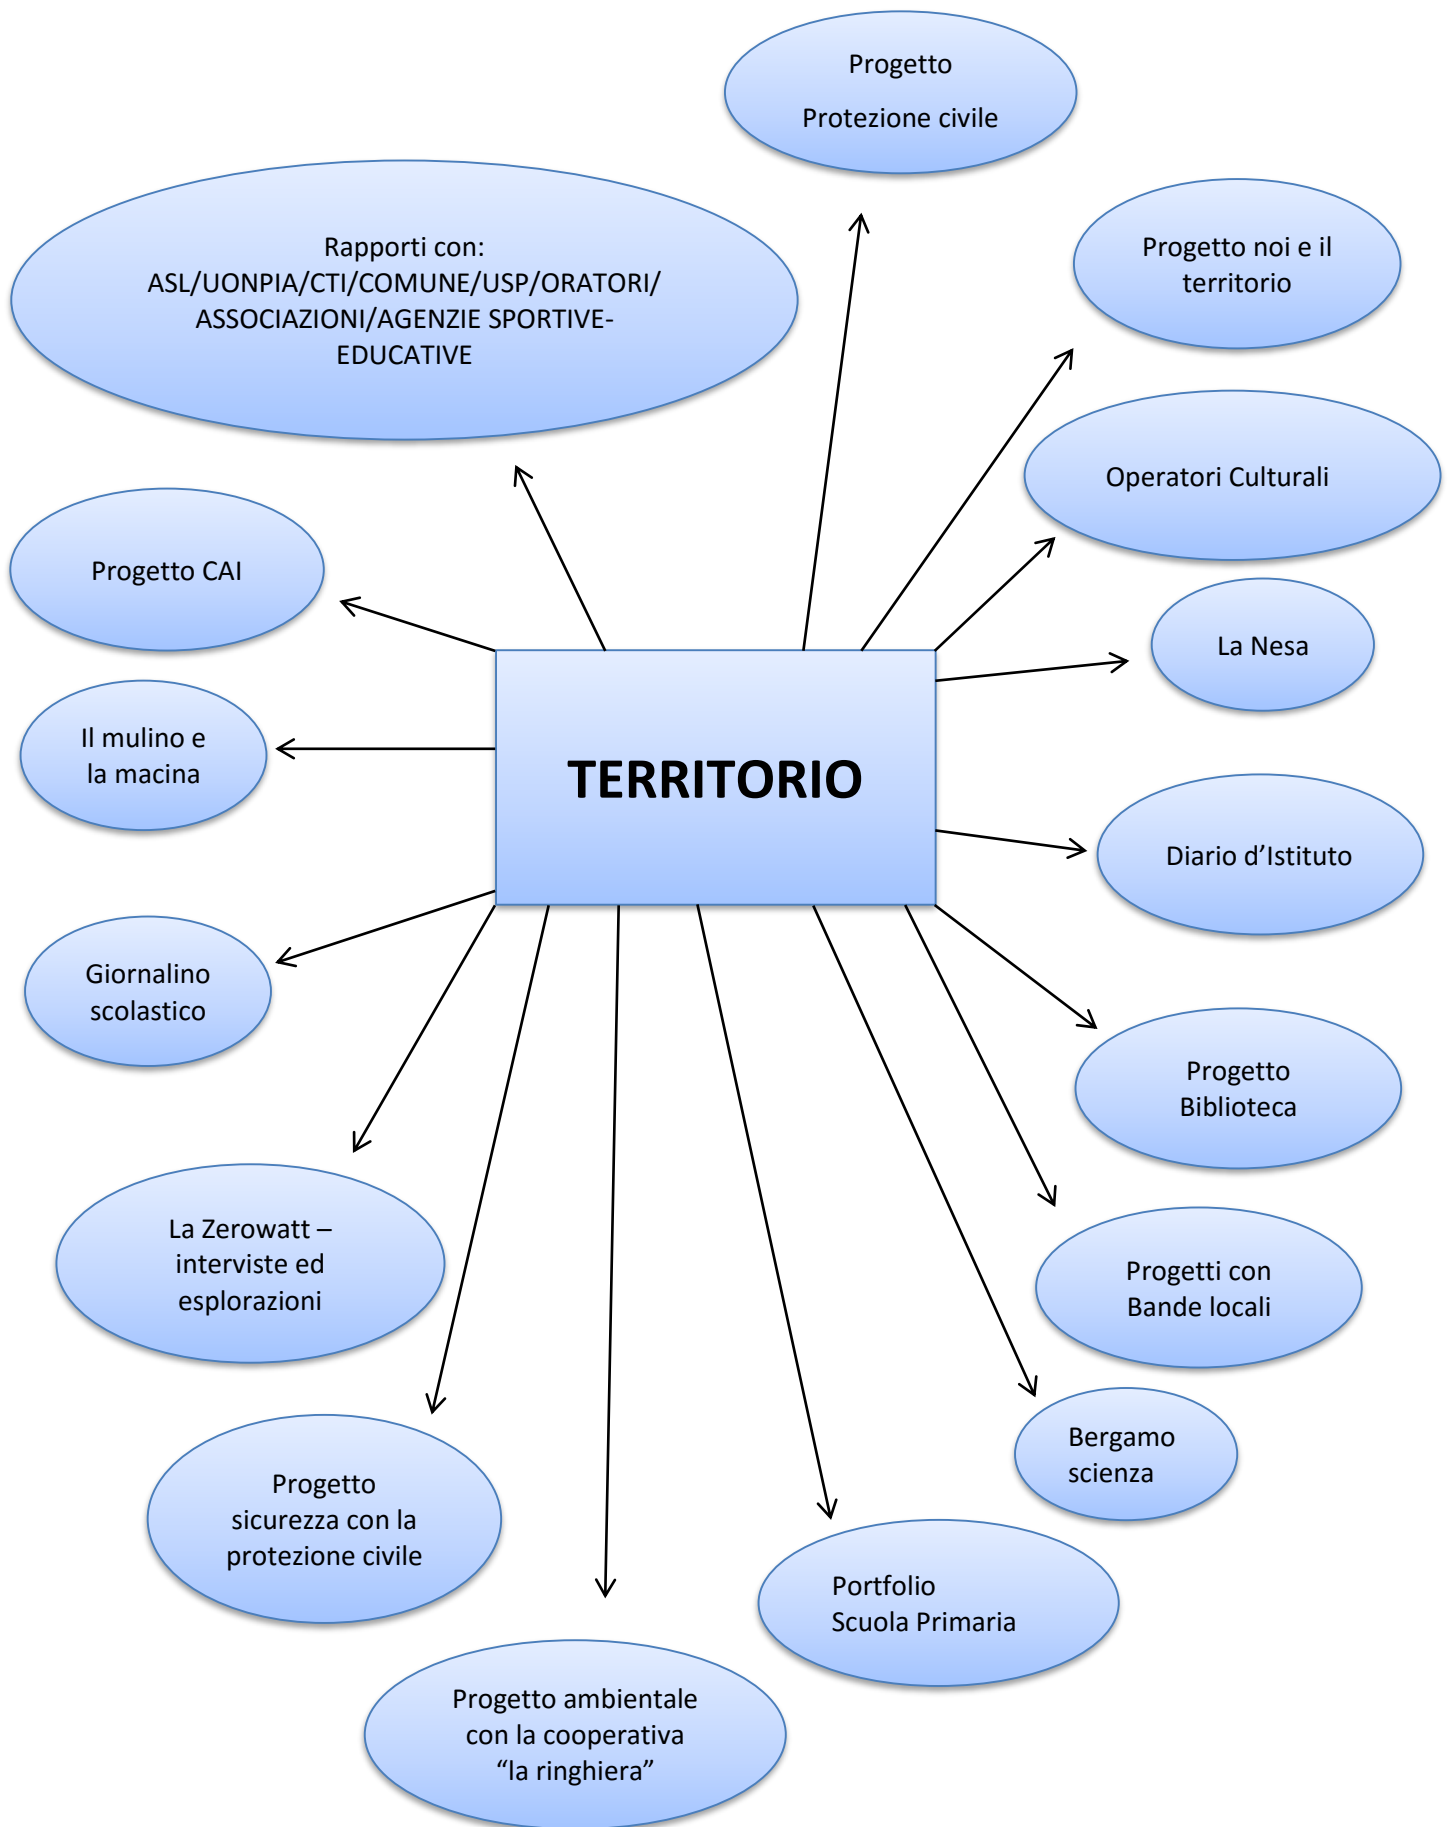 Progetto
Protezione civile
Rapporti con:
ASL/UONPIA/CTI/COMUNE/USP/ORATORI/
ASSOCIAZIONI/AGENZIE SPORTIVE-
EDUCATIVE
Progetto noi e il
territorio
Operatori Culturali
Progetto CAI
La Nesa
Il mulino e
la macina
TERRITORIO
Diario d’Istituto
Giornalino
scolastico
Progetto
Biblioteca
La Zerowatt –
interviste ed
esplorazioni
Progetti con
Bande locali
Bergamo
scienza
Progetto
sicurezza con la
protezione civile
Portfolio
Scuola Primaria
Progetto ambientale
con la cooperativa
“la ringhiera”